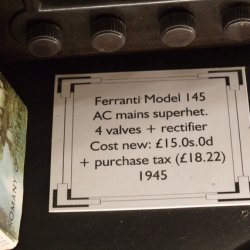 Ferranti Model 145
AC mains superhet.
4 valves + rectifier
Cost new: £15.0s.0d
+ purchase tax (£18.22)
1945